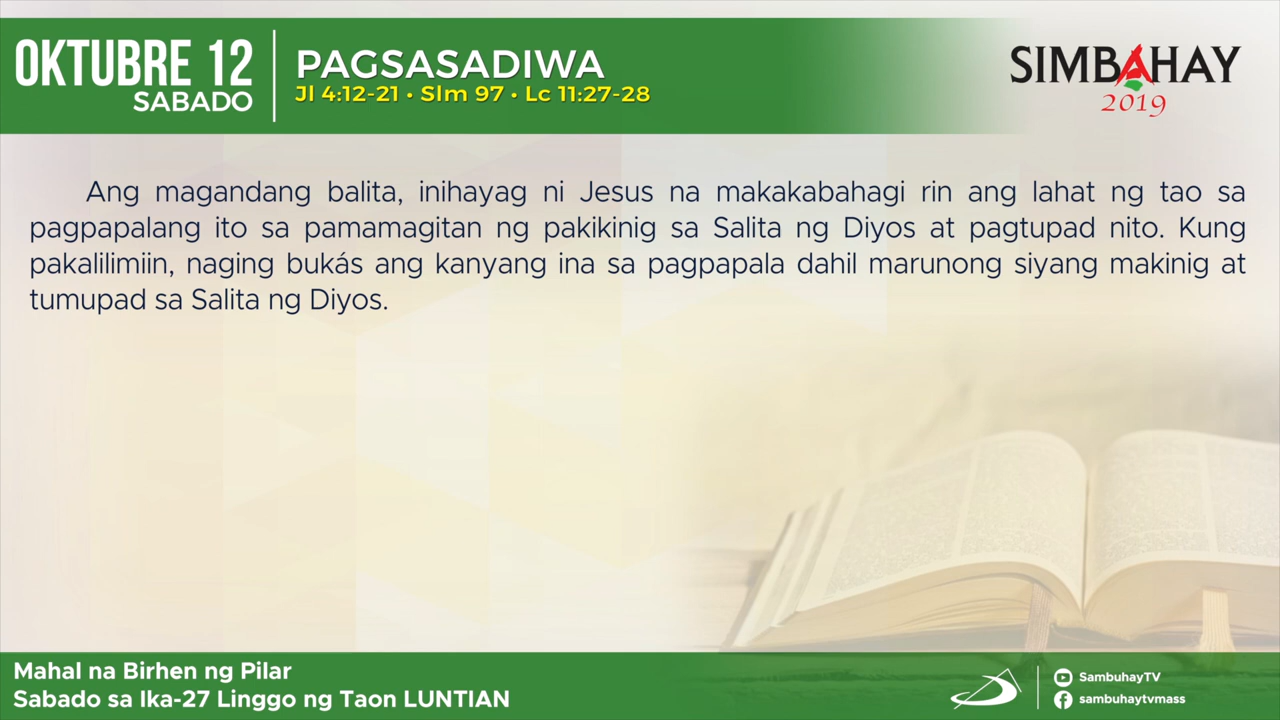 OKTUBRE 12
SABADO
PAGSASADIWA
Jl 4:12-21 • Slm 97 • Lc 11:27-28
SIMBAHAY
2019
Ang magandang balita, inihayag ni Jesus na makakabahagi rin ang lahat ng tao sa
pagpapalang ito sa pamamagitan ng pakikinig sa Salita ng Diyos at pagtupad nito. Kung
pakalilimiin, naging bukás ang kanyang ina sa pagpapala dahil marunong siyang makinig at
tumupad sa Salita ng Diyos.
Mahal na Birhen ng Pilar
Sabado sa Ika-27 Linggo ng Taon LUNTIAN
SambuhayTV
sambuhaytvmass